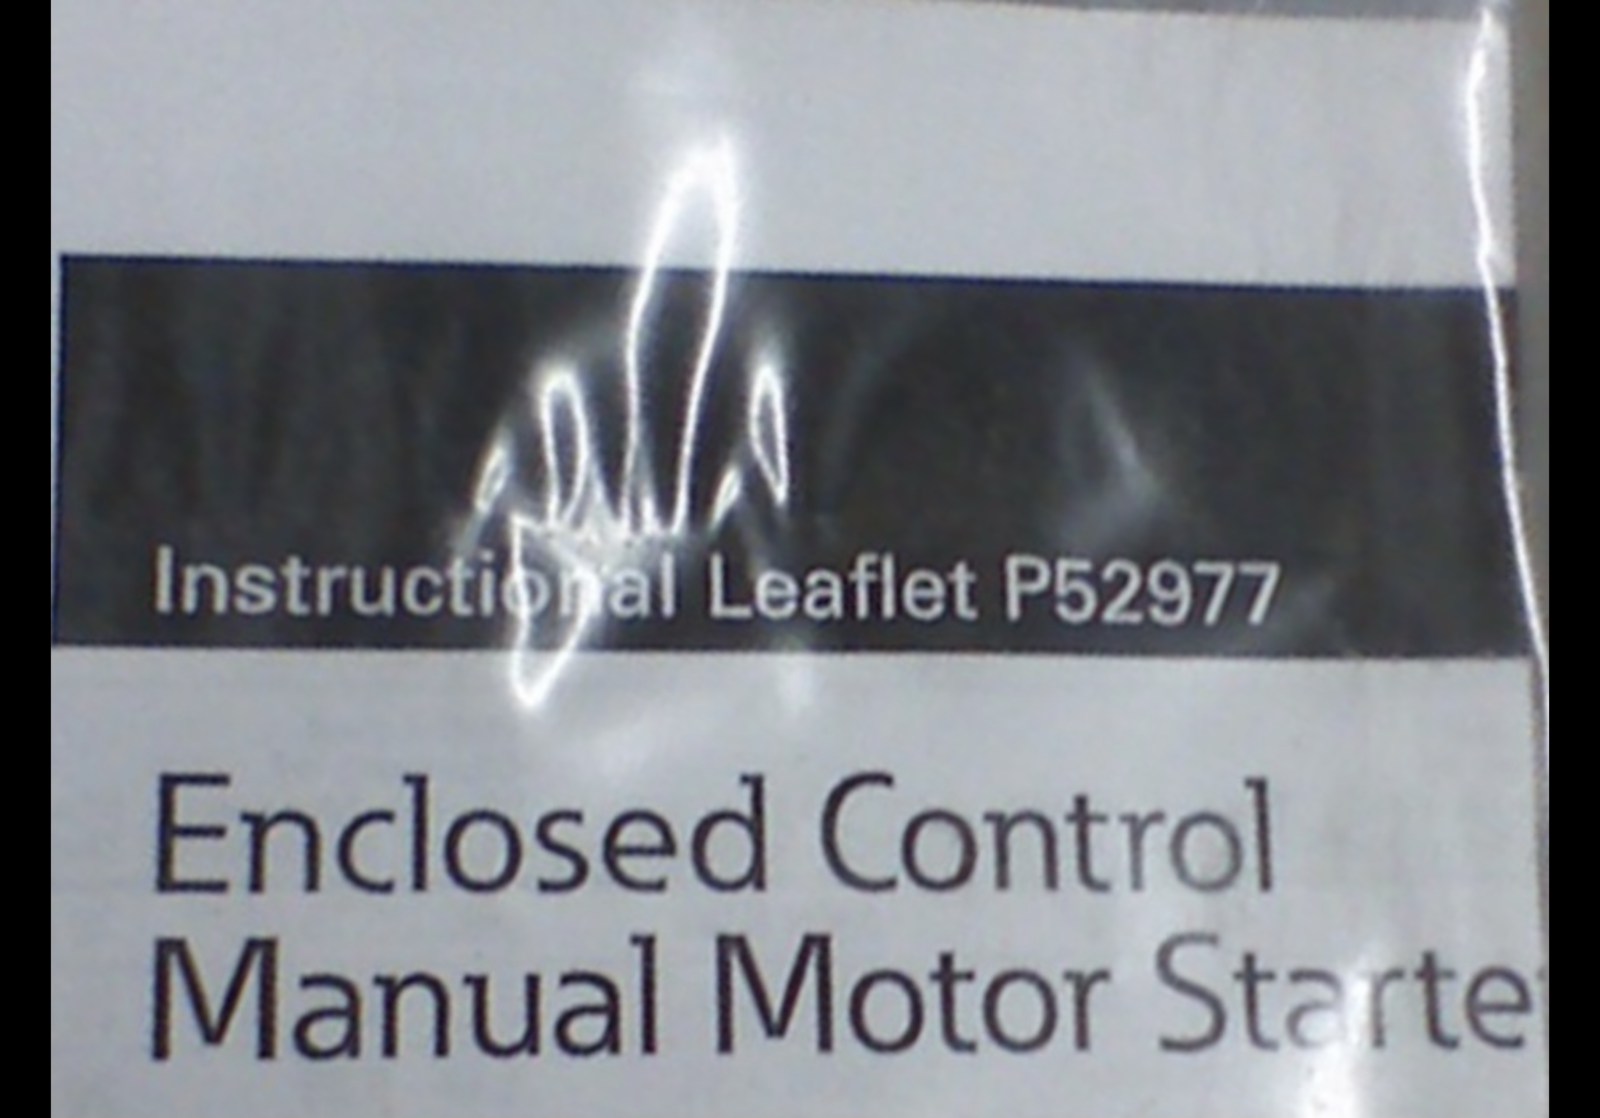 Instructional Leaflet P52977
Enclosed Control
Manual Motor Starte